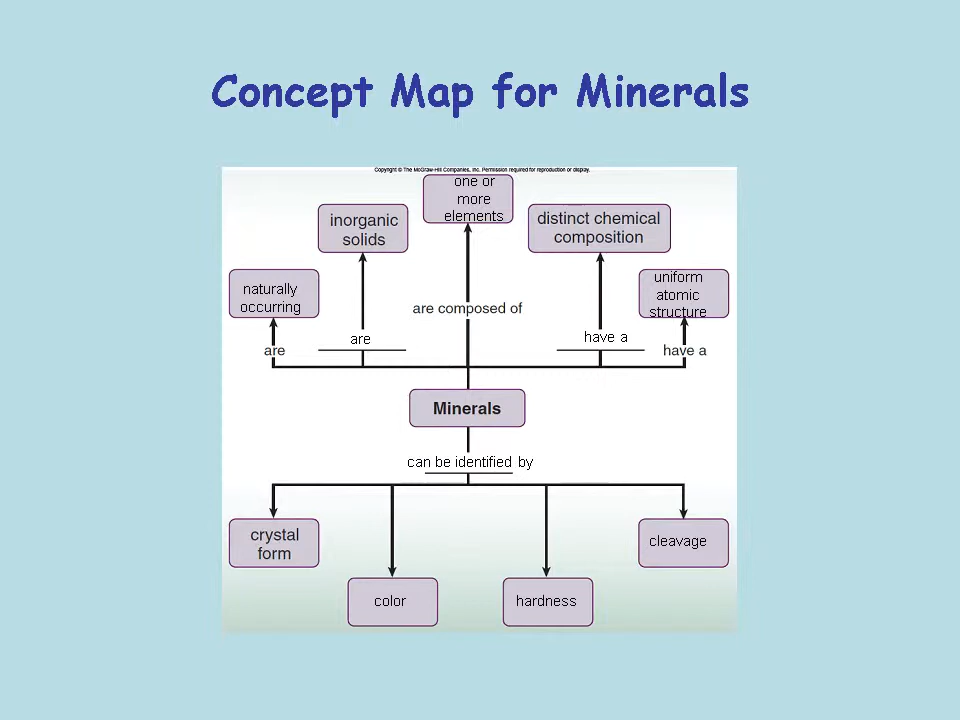 Concept Map for Minerals
Copyright © The McGraw-Hill Companies, Inc. Permission required for reproduction or display.
one or
more
elements
inorganic
solids
distinct chemical
composition
naturally
occurring
uniform
atomic
structure
are composed of
are
have a
are
have a
Minerals
can be identified by
crystal
form
cleavage
color
hardness